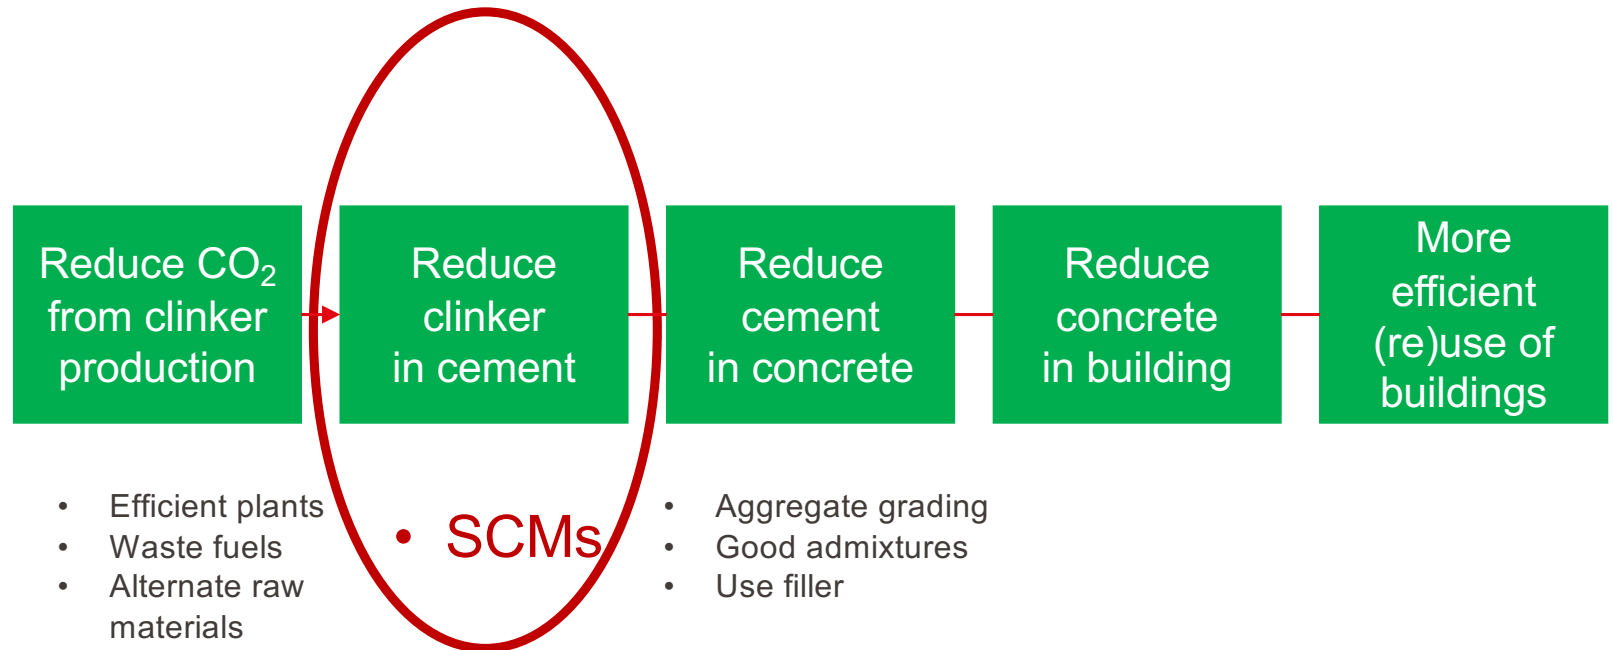 Reduce CO₂
from clinker
production
Reduce
clinker
in cement
Reduce
cement
in concrete
Reduce
concrete
in building
More
efficient
(re)use of
buildings
• Efficient plants
• Waste fuels
• Alternate raw
materials
• SCMs
• Aggregate grading
• Good admixtures
• Use filler